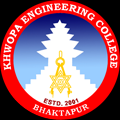 KHWOPA ENGINEERING COLLEGE
ESTD. 2001
BHAKTAPUR